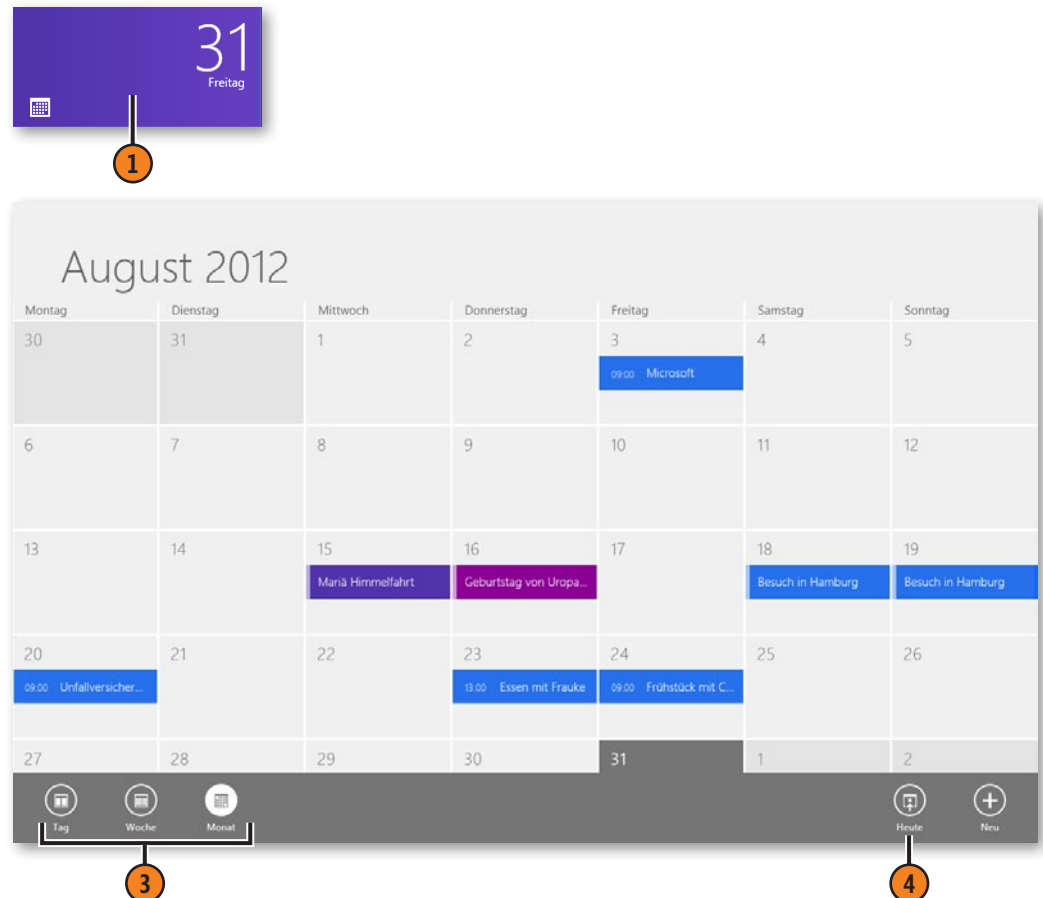 31
Freitag
1
August 2012
Montag Dienstag Mittwoch Donnerstag Freitag Samstag Sonntag
30 31 1 2 3 4 5
09:00 Microsoft
6 7 8 9 10 11 12
13 14 15 16 17 18 19
Mariä Himmelfahrt Geburtstag von Uropa... Besuch in Hamburg Besuch in Hamburg
20 21 22 23 24 25 26
09:00 Unfallversicher... 13:00 Essen mit Frauke 09:00 Frühstück mit C...
27 28 29 30 31 1 2
Tag Woche Monat Heute Neu
3 4